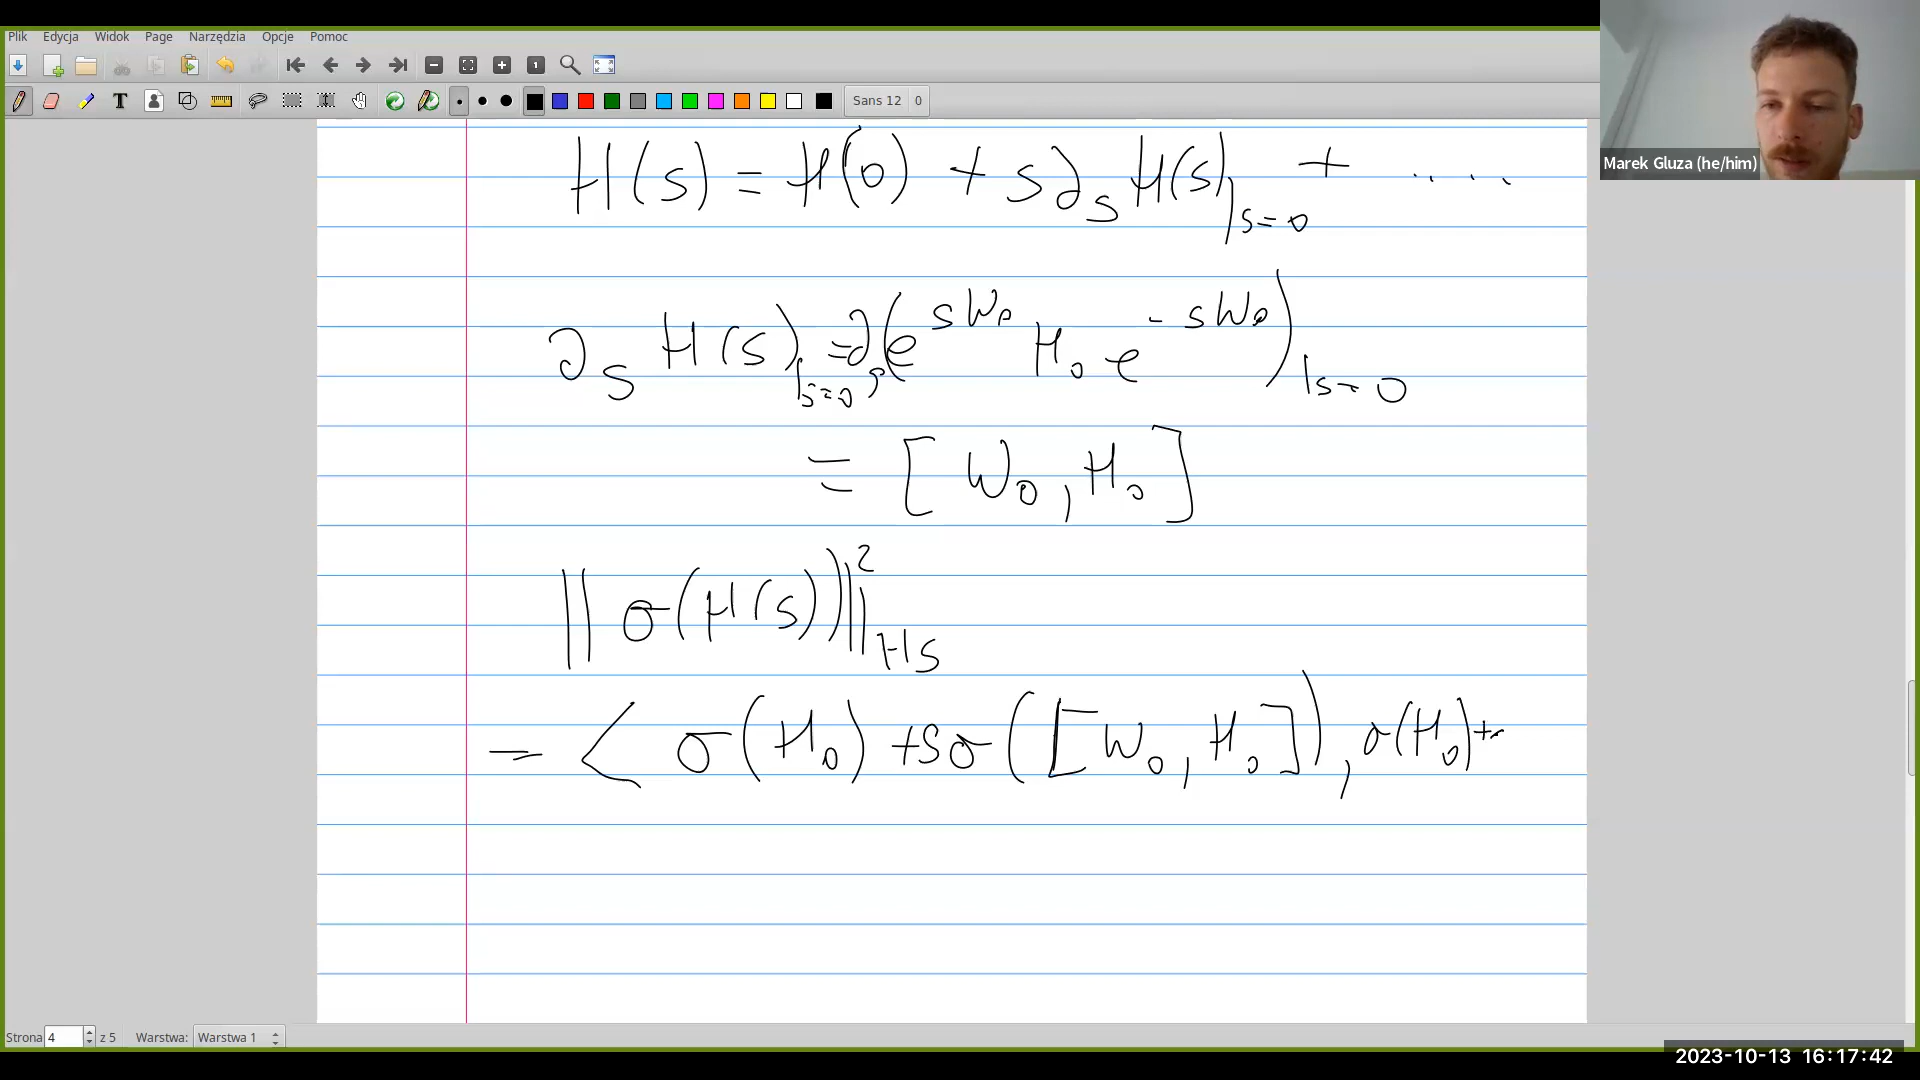 Plik Edycja Widok Page Narzędzia Opcje Pomoc
Sans 12 0
Marek Gluza (he/him)
H(s) = H(0) + s∂_s H(s)|_{s=0} + .....
∂_s H(s)|_{s=0} = ∂_s(e^{sW_0} H_0 e^{-sW_0})|_{s=0}
= [W_0, H_0]
||σ(H(s))||^2_{HS}
= < σ(H_0) + sσ([W_0, H_0]), σ(H_0) +
Strona 4 z 5 Warstwa: Warstwa 1
2023-10-13 16:17:42